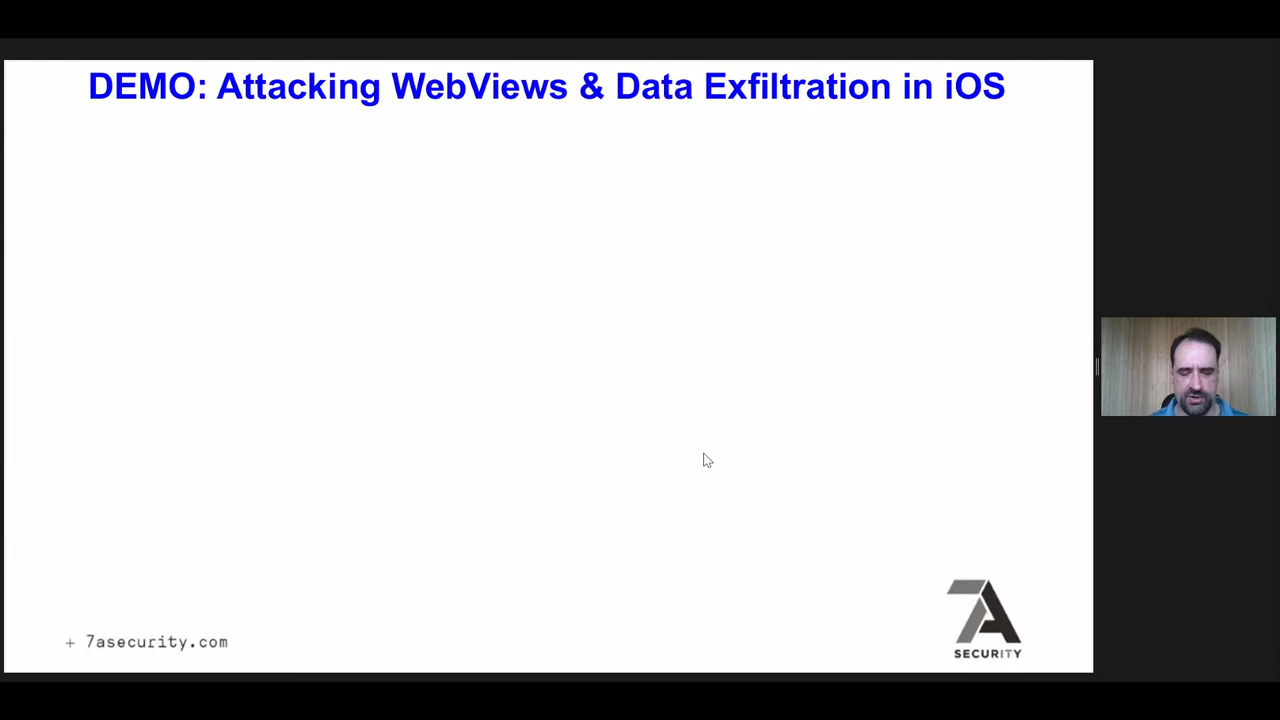 DEMO: Attacking WebViews & Data Exfiltration in iOS
+ 7asecurity.com
7A
SECURITY